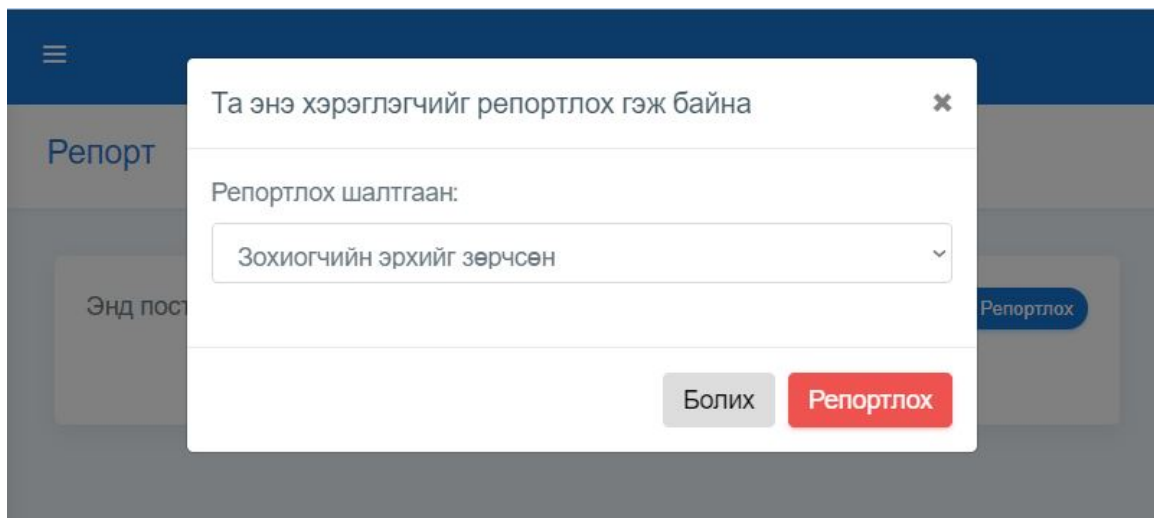 Та энэ хэрэглэгчийг репортлох гэж байна
Репорт
Репортлох шалтгаан:
Зохиогчийн эрхийг зөрчсөн
Энд пост
Репортлох
Болих
Репортлох